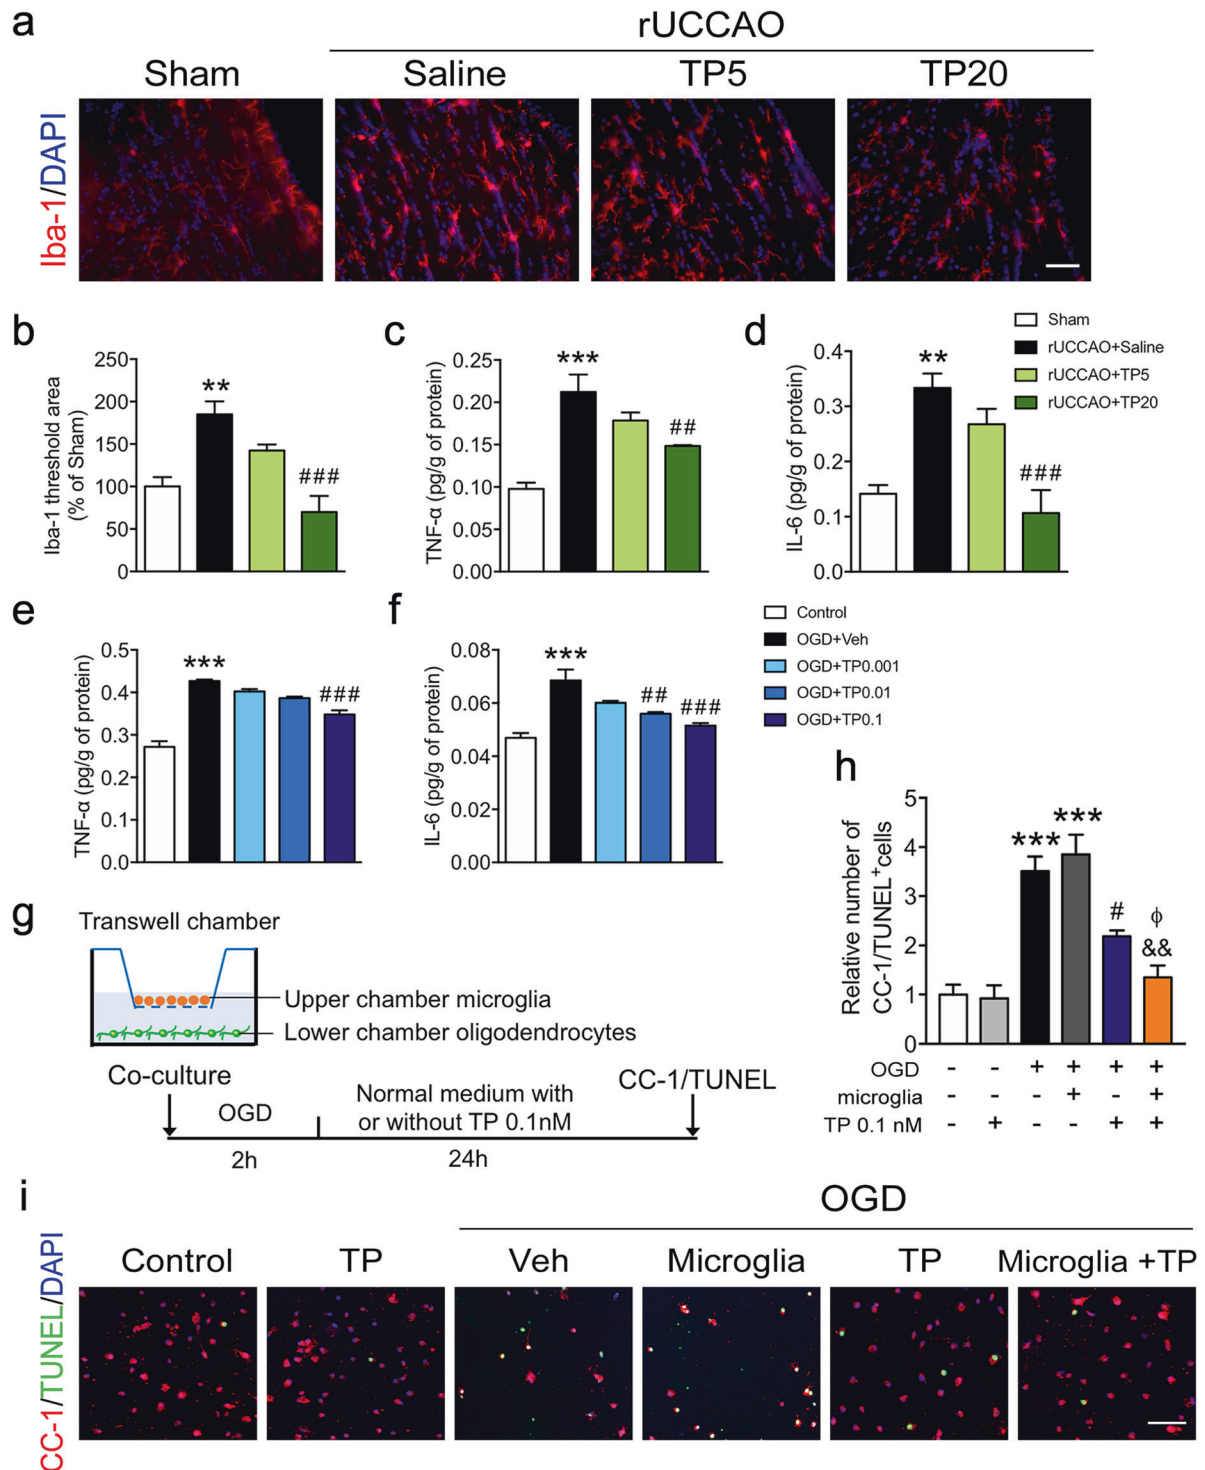 a
rUCCAO
Sham
Saline
TP5
TP20
Iba-1/DAPI
b
Iba-1 threshold area
(% of Sham)
250
200
150
100
50
0
**
###
c
TNF-α (pg/g of protein)
0.25
0.20
0.15
0.10
0.05
0.00
***
##
d
IL-6 (pg/g of protein)
0.4
0.3
0.2
0.1
0.0
**
###
Sham
rUCCAO+Saline
rUCCAO+TP5
rUCCAO+TP20
e
TNF-α (pg/g of protein)
0.5
0.4
0.3
0.2
0.1
0.0
***
###
f
IL-6 (pg/g of protein)
0.08
0.06
0.04
0.02
0.00
***
##
###
Control
OGD+Veh
OGD+TP0.001
OGD+TP0.01
OGD+TP0.1
g
Transwell chamber
Upper chamber microglia
Lower chamber oligodendrocytes
Co-culture
OGD
Normal medium with
or without TP 0.1nM
CC-1/TUNEL
2h
24h
h
Relative number of
CC-1/TUNEL+cells
5
4
3
2
1
0
***
***
#
ϕ
&&
OGD - - + + + +
microglia - - - + - +
TP 0.1 nM - + - - + +
i
OGD
Control
TP
Veh
Microglia
TP
Microglia +TP
CC-1/TUNEL/DAPI